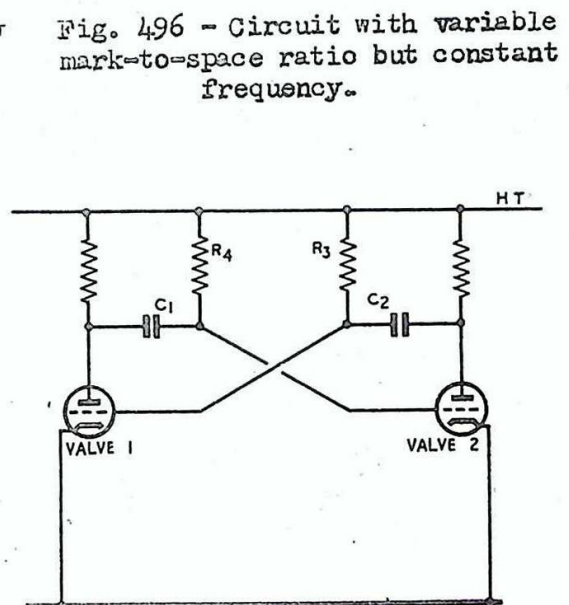 Fig. 496 - Circuit with variable
mark-to-space ratio but constant
frequency.
HT
R4
R3
C1
C2
VALVE 1
VALVE 2